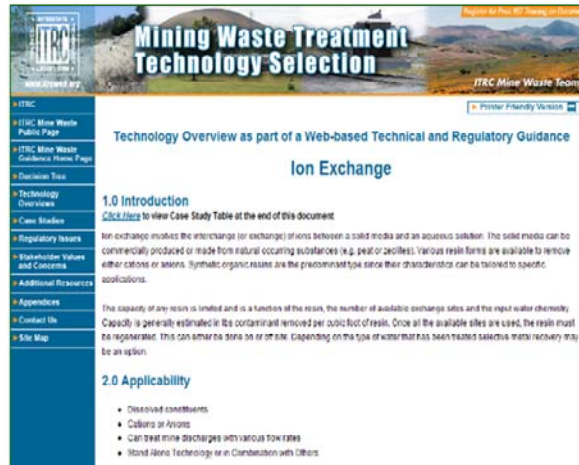 Register for Free
INTERSTATE
ITRC
Mining Waste Treatment
Technology Selection
www.itrcweb.org
ITRC Mine Waste Team
Printer Friendly Version
ITRC
ITRC Mine Waste
Public Page
ITRC Mine Waste
Guidance Home Page
Decision Tree
Technology
Overviews
Case Studies
Regulatory Issues
Stakeholder Values
and Concerns
Additional Resources
Appendices
Contact Us
Site Map
Technology Overview as part of a Web-based Technical and Regulatory Guidance
Ion Exchange
1.0 Introduction
Click Here to view Case Study Table at the end of this document
Ion exchange involves the interchange (or exchange) of ions between a solid media and an aqueous solution. The solid media can be
commercially produced or made from natural occurring substances (e.g. peat or zeolites). Various resin forms are available to remove
either cations or anions. Synthetic organic resins are the predominant type since their characteristics can be tailored to specific
applications.
The capacity of any resin is limited and is a function of the resin, the number of available exchange sites and the input water chemistry.
Capacity is generally estimated in lbs contaminant removed per cubic foot of resin. Once all the available sites are used, the resin must
be regenerated. This can either be done on or off site. Depending on the type of water that has been treated selective metal recovery may
be an option.
2.0 Applicability
Dissolved constituents
Cations or Anions
Can treat mine discharges with various flow rates
Stand Alone Technology or in Combination with Others